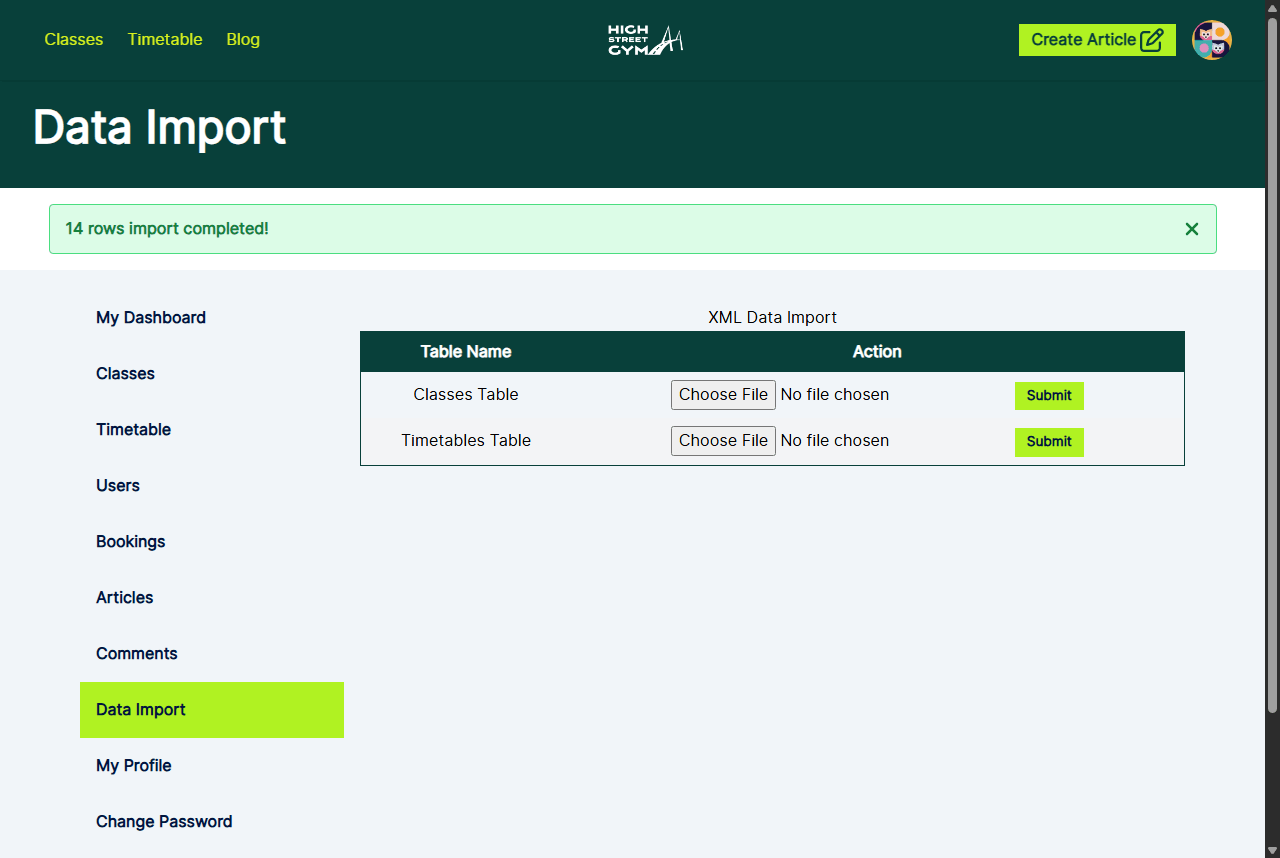 Classes Timetable Blog
HIGH
STREET
GYM
Create Article
Data Import
14 rows import completed!
My Dashboard
Classes
Timetable
Users
Bookings
Articles
Comments
Data Import
My Profile
Change Password
XML Data Import
Table Name Action
Classes Table Choose File No file chosen Submit
Timetables Table Choose File No file chosen Submit